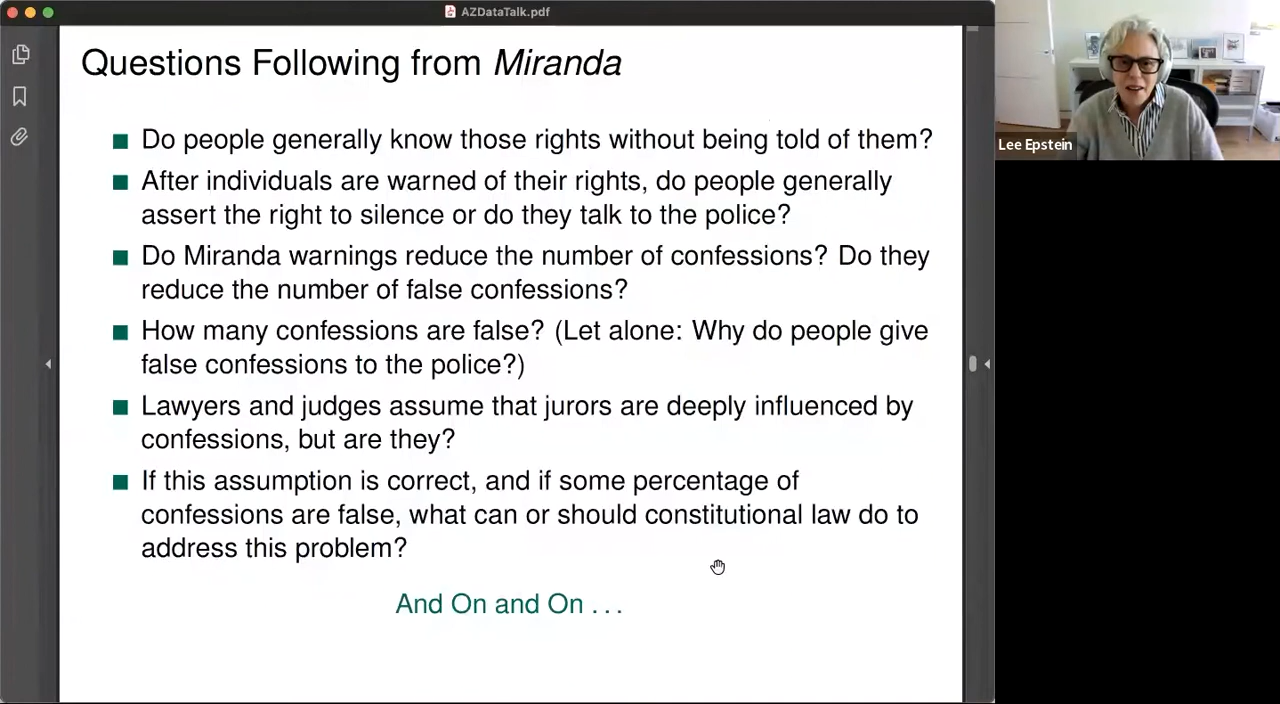 AZDataTalk.pdf
Questions Following from Miranda
Do people generally know those rights without being told of them?
After individuals are warned of their rights, do people generally
assert the right to silence or do they talk to the police?
Do Miranda warnings reduce the number of confessions? Do they
reduce the number of false confessions?
How many confessions are false? (Let alone: Why do people give
false confessions to the police?)
Lawyers and judges assume that jurors are deeply influenced by
confessions, but are they?
If this assumption is correct, and if some percentage of
confessions are false, what can or should constitutional law do to
address this problem?
And On and On . . .
Lee Epstein